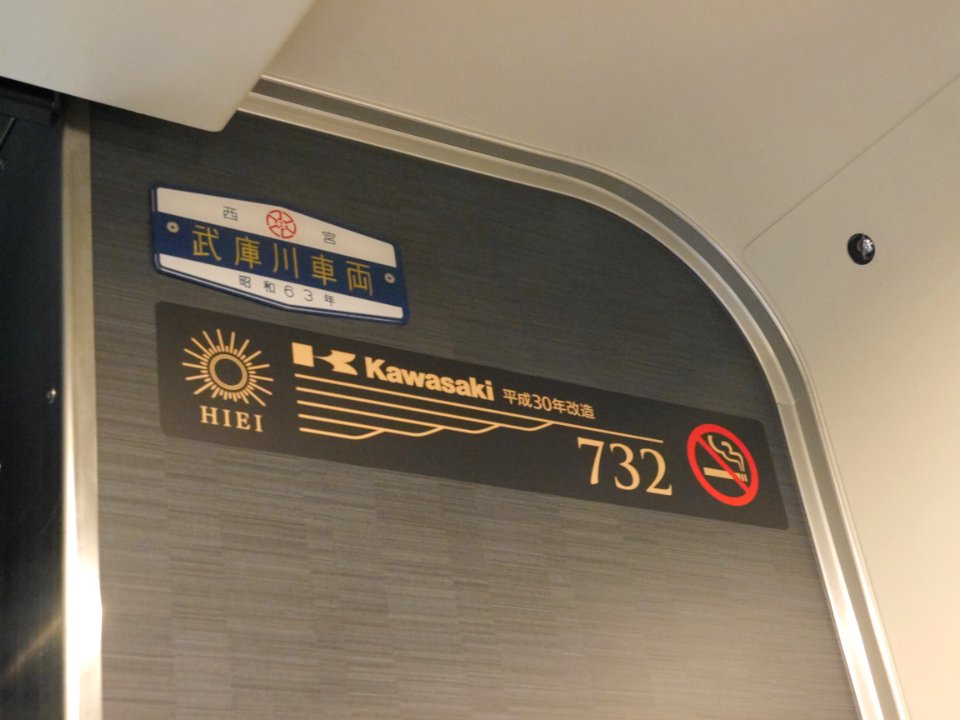 西 宮
武庫川車両
昭和63年
HIEI
Kawasaki 平成30年改造
732